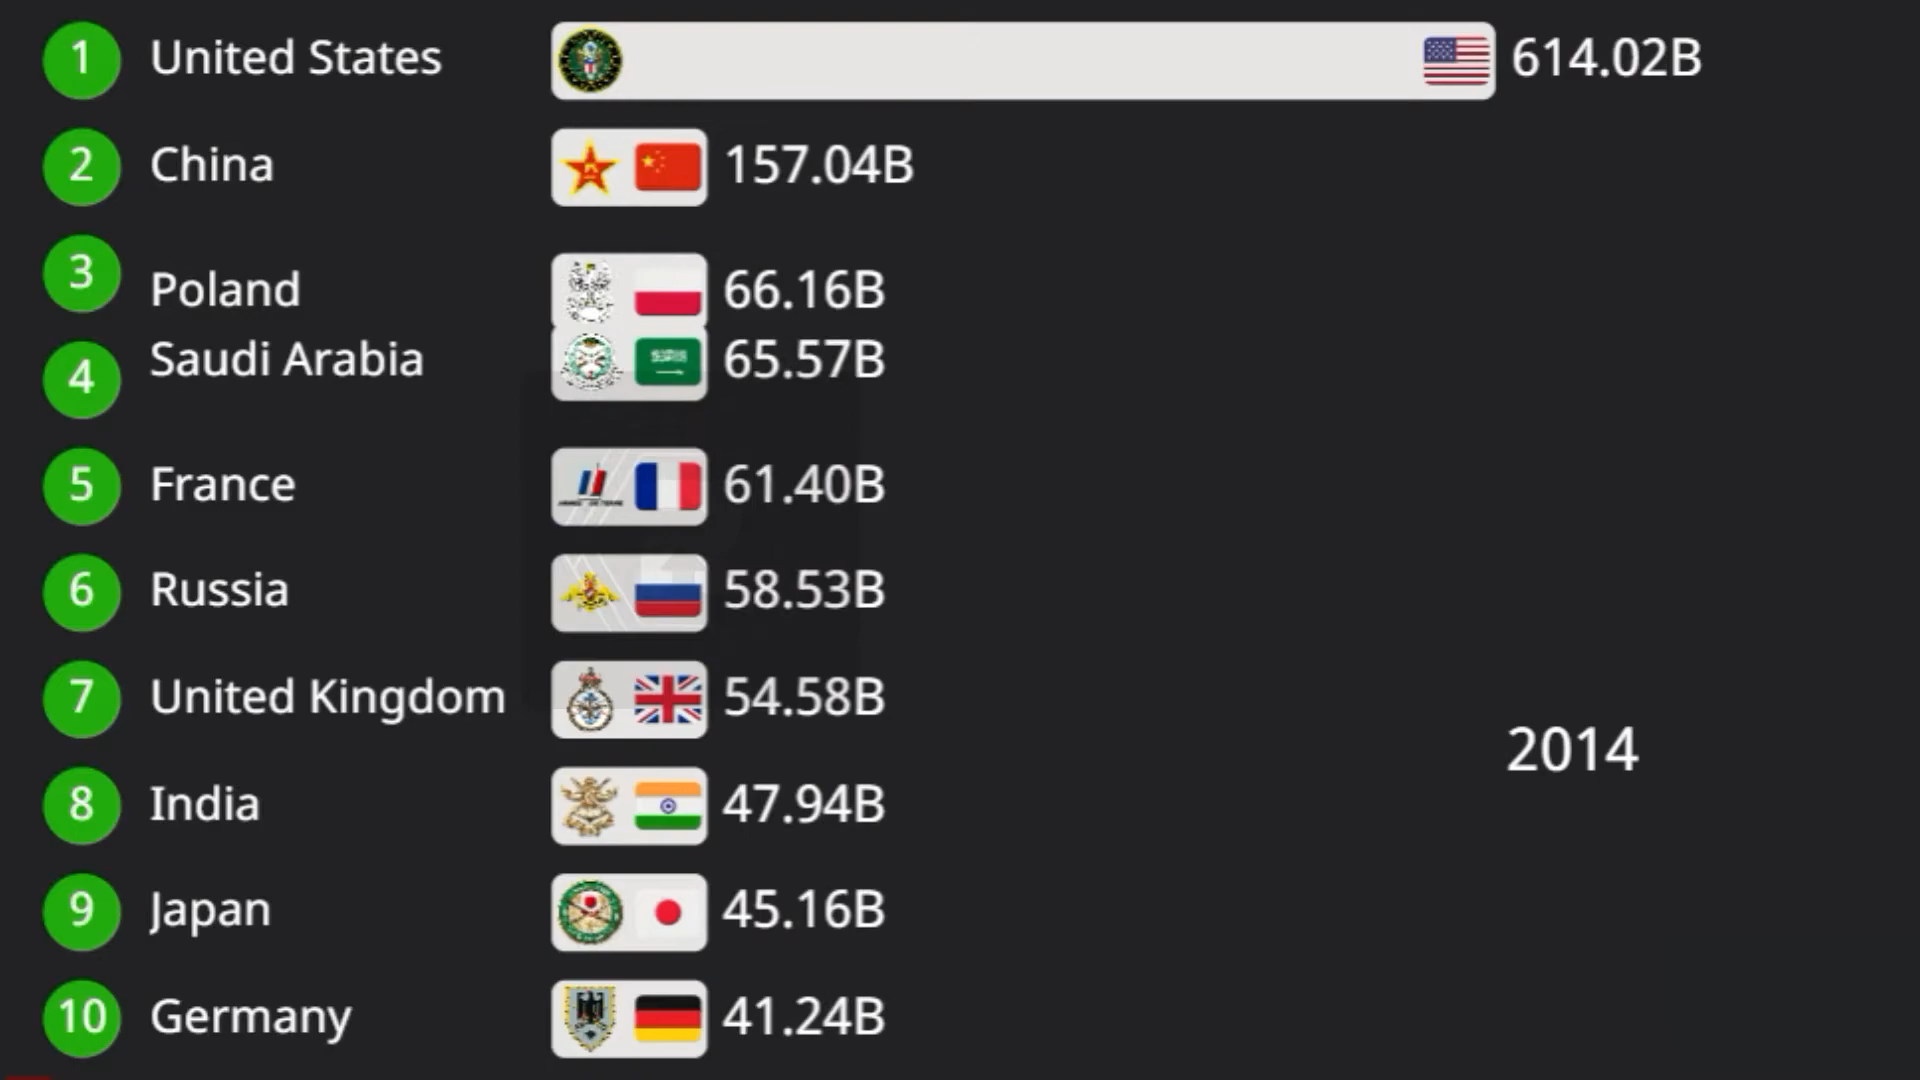 1 United States 614.02B
2 China 157.04B
3 Poland 66.16B
4 Saudi Arabia 65.57B
5 France 61.40B
6 Russia 58.53B
7 United Kingdom 54.58B
2014
8 India 47.94B
9 Japan 45.16B
10 Germany 41.24B